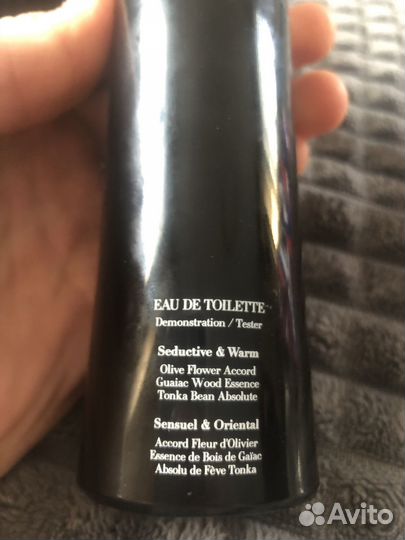 EAU DE TOILETTE
Demonstration / Tester
Seductive & Warm
Olive Flower Accord
Guaiac Wood Essence
Tonka Bean Absolute
Sensuel & Oriental
Accord Fleur d'Olivier
Essence de Bois de Gaïac
Absolu de Fève Tonka
Avito